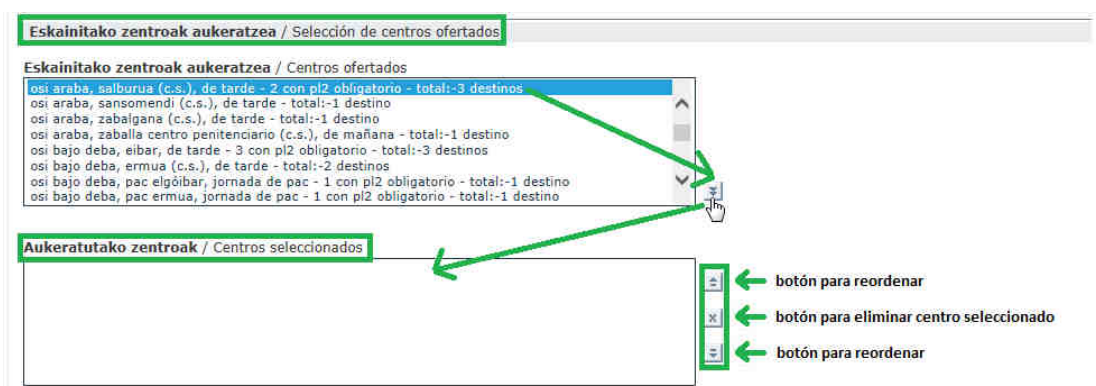 Eskainitako zentroak aukeratzea / Selección de centros ofertados
Eskainitako zentroak aukeratzea / Centros ofertados
osi araba, salburua (c.s.), de tarde - 2 con pl2 obligatorio - total:-3 destinos
osi araba, sansomendi (c.s.), de tarde - total:-1 destino
osi araba, zabalgana (c.s.), de tarde - total:-1 destino
osi araba, zaballa centro penitenciario (c.s.), de mañana - total:-1 destino
osi bajo deba, eibar, de tarde - 3 con pl2 obligatorio - total:-3 destinos
osi bajo deba, ermua (c.s.), de tarde - total:-2 destinos
osi bajo deba, pac elgóibar, jornada de pac - 1 con pl2 obligatorio - total:-1 destino
osi bajo deba, pac ermua, jornada de pac - 1 con pl2 obligatorio - total:-1 destino
Aukeratutako zentroak / Centros seleccionados
botón para reordenar
botón para eliminar centro seleccionado
botón para reordenar